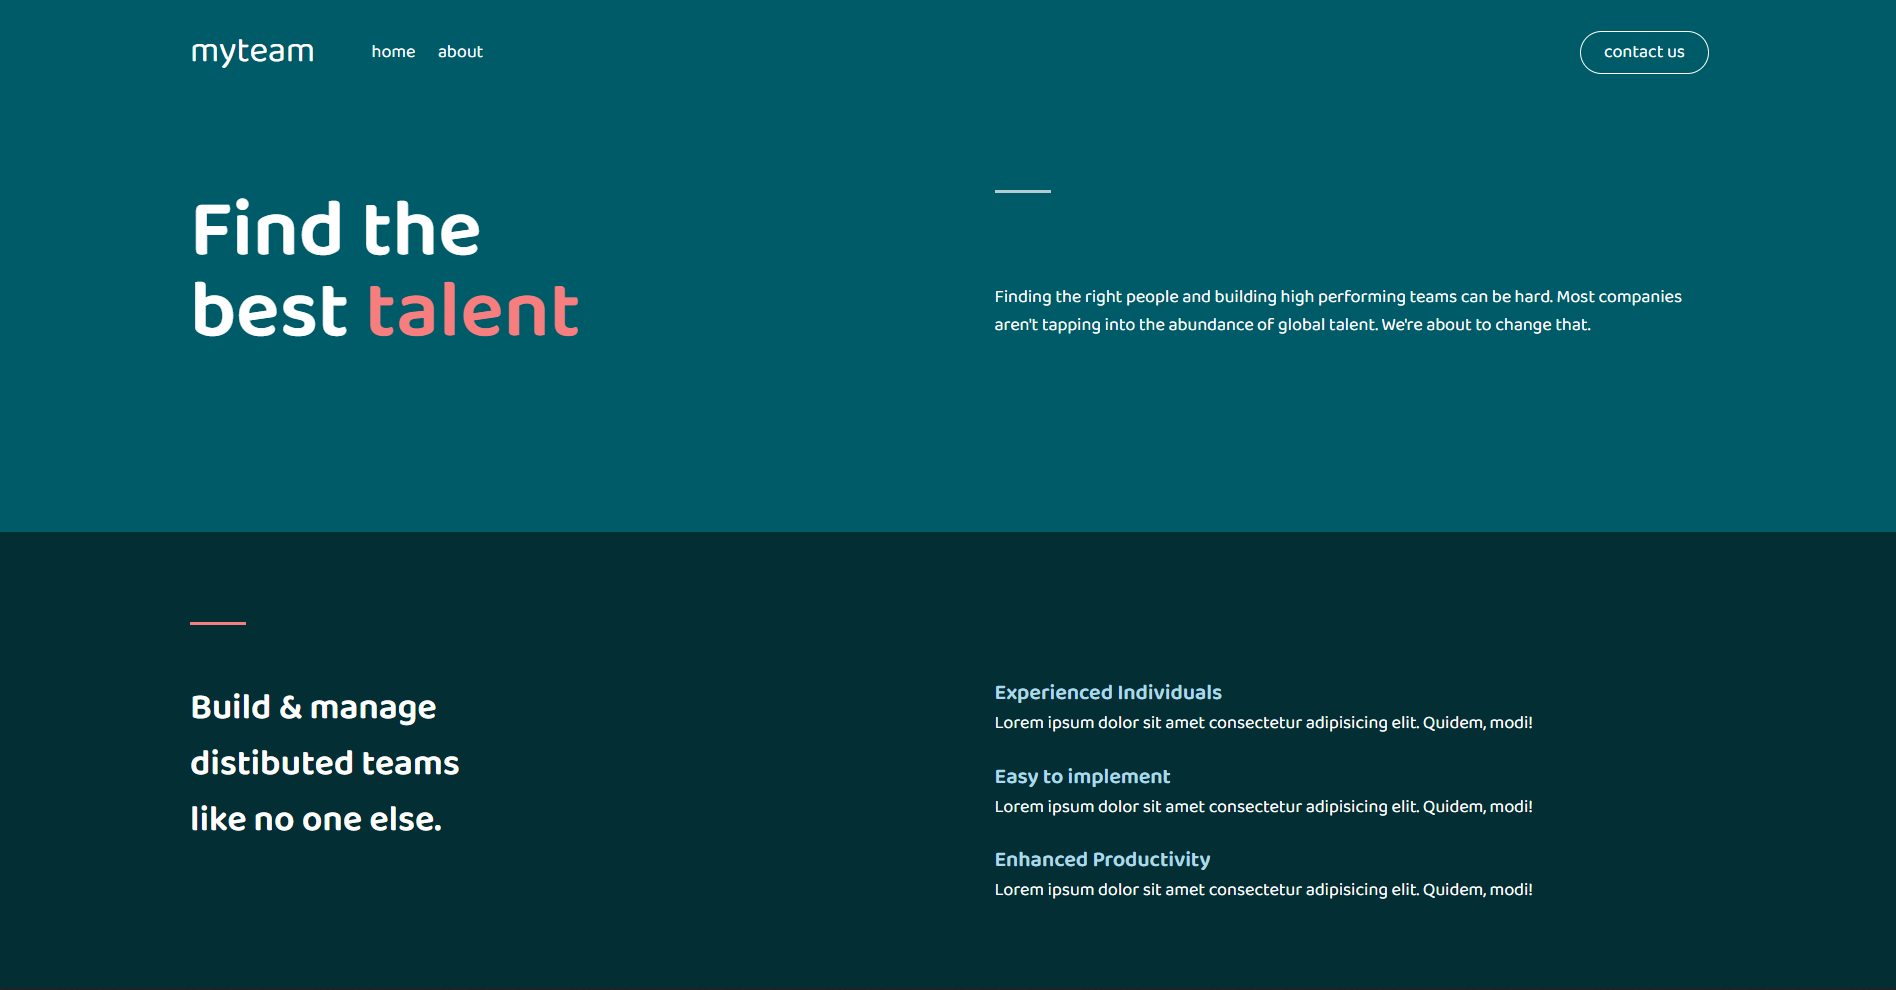 myteam
home
about
contact us
Find the
best talent
Finding the right people and building high performing teams can be hard. Most companies
aren't tapping into the abundance of global talent. We're about to change that.
Build & manage
distibuted teams
like no one else.
Experienced Individuals
Lorem ipsum dolor sit amet consectetur adipisicing elit. Quidem, modi!
Easy to implement
Lorem ipsum dolor sit amet consectetur adipisicing elit. Quidem, modi!
Enhanced Productivity
Lorem ipsum dolor sit amet consectetur adipisicing elit. Quidem, modi!